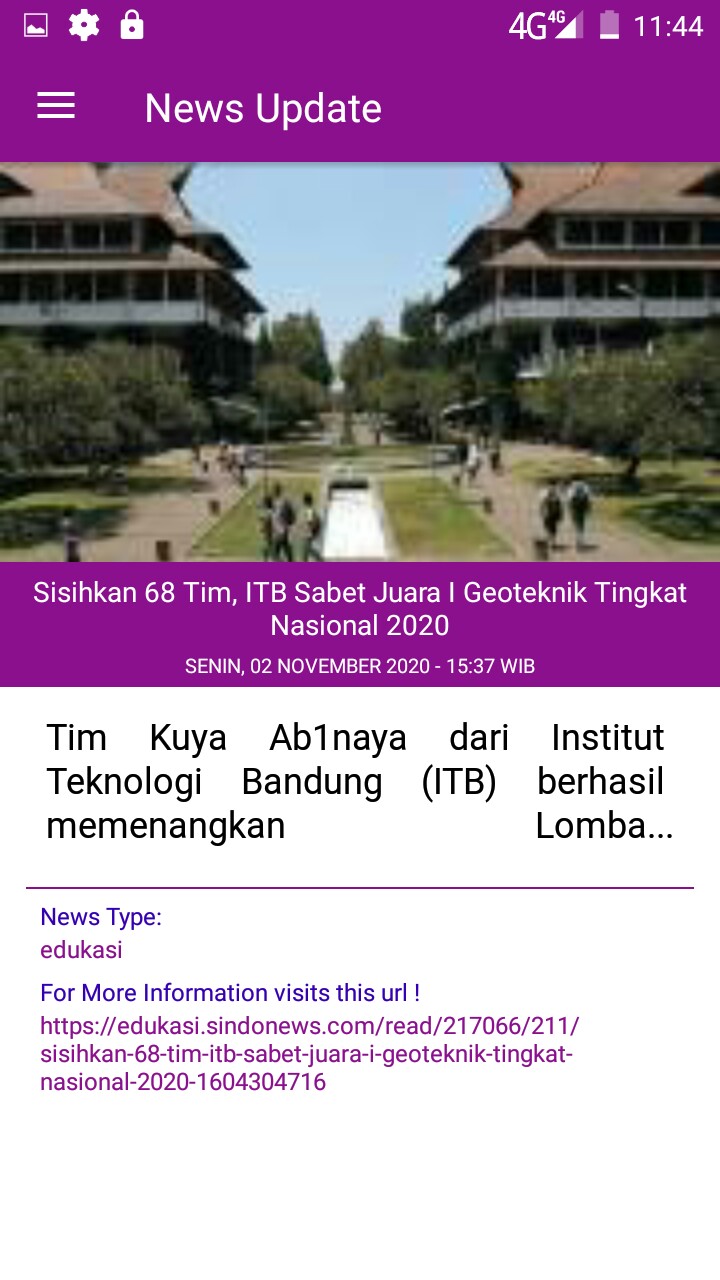 4G 4G 11:44
News Update
Sisihkan 68 Tim, ITB Sabet Juara I Geoteknik Tingkat
Nasional 2020
SENIN, 02 NOVEMBER 2020 - 15:37 WIB
Tim Kuya Ab1naya dari Institut
Teknologi Bandung (ITB) berhasil
memenangkan Lomba...
News Type:
edukasi
For More Information visits this url !
https://edukasi.sindonews.com/read/217066/211/
sisihkan-68-tim-itb-sabet-juara-i-geoteknik-tingkat-
nasional-2020-1604304716